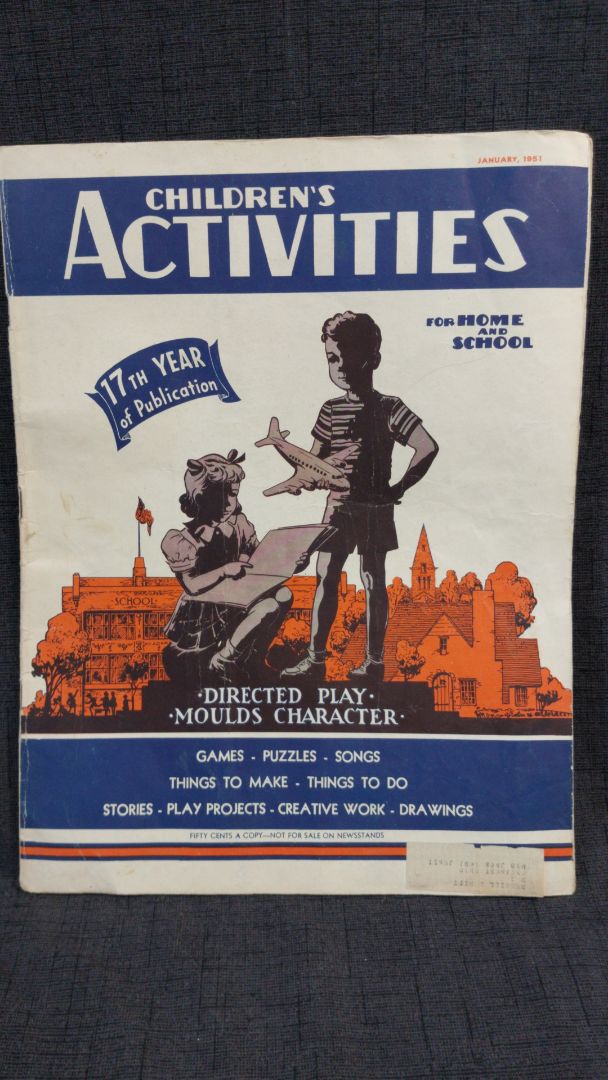 JANUARY, 1951
CHILDREN'S
ACTIVITIES
FOR HOME
AND
SCHOOL
17TH YEAR
of Publication
SCHOOL
·DIRECTED PLAY·
·MOULDS CHARACTER·
GAMES - PUZZLES - SONGS
THINGS TO MAKE - THINGS TO DO
STORIES - PLAY PROJECTS - CREATIVE WORK - DRAWINGS
FIFTY CENTS A COPY—NOT FOR SALE ON NEWSSTANDS